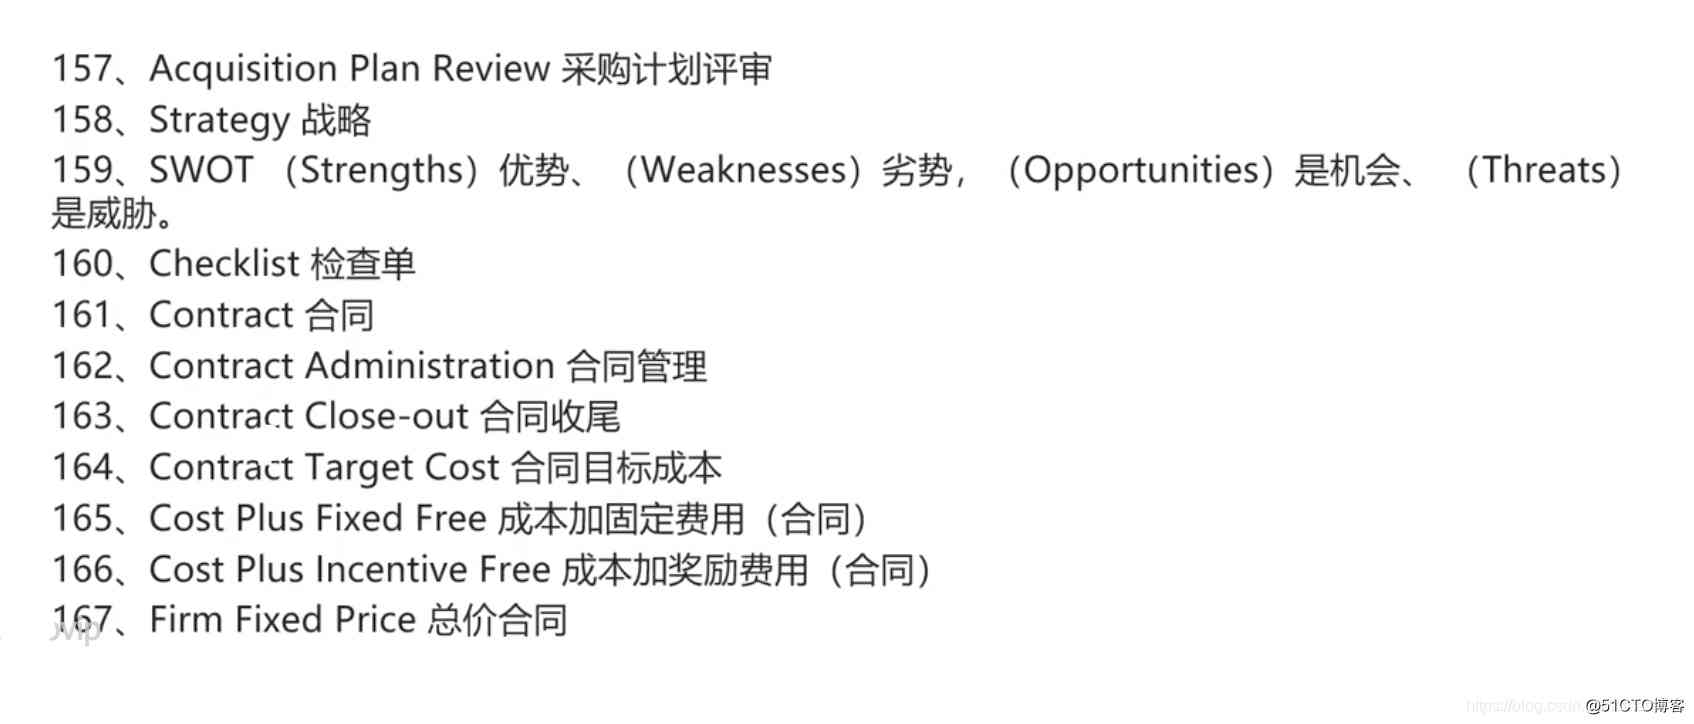 157、Acquisition Plan Review 采购计划评审
158、Strategy 战略
159、SWOT （Strengths）优势、（Weaknesses）劣势，（Opportunities）是机会、 （Threats）
是威胁。
160、Checklist 检查单
161、Contract 合同
162、Contract Administration 合同管理
163、Contract Close-out 合同收尾
164、Contract Target Cost 合同目标成本
165、Cost Plus Fixed Free 成本加固定费用（合同）
166、Cost Plus Incentive Free 成本加奖励费用（合同）
167、Firm Fixed Price 总价合同
@51CTO博客